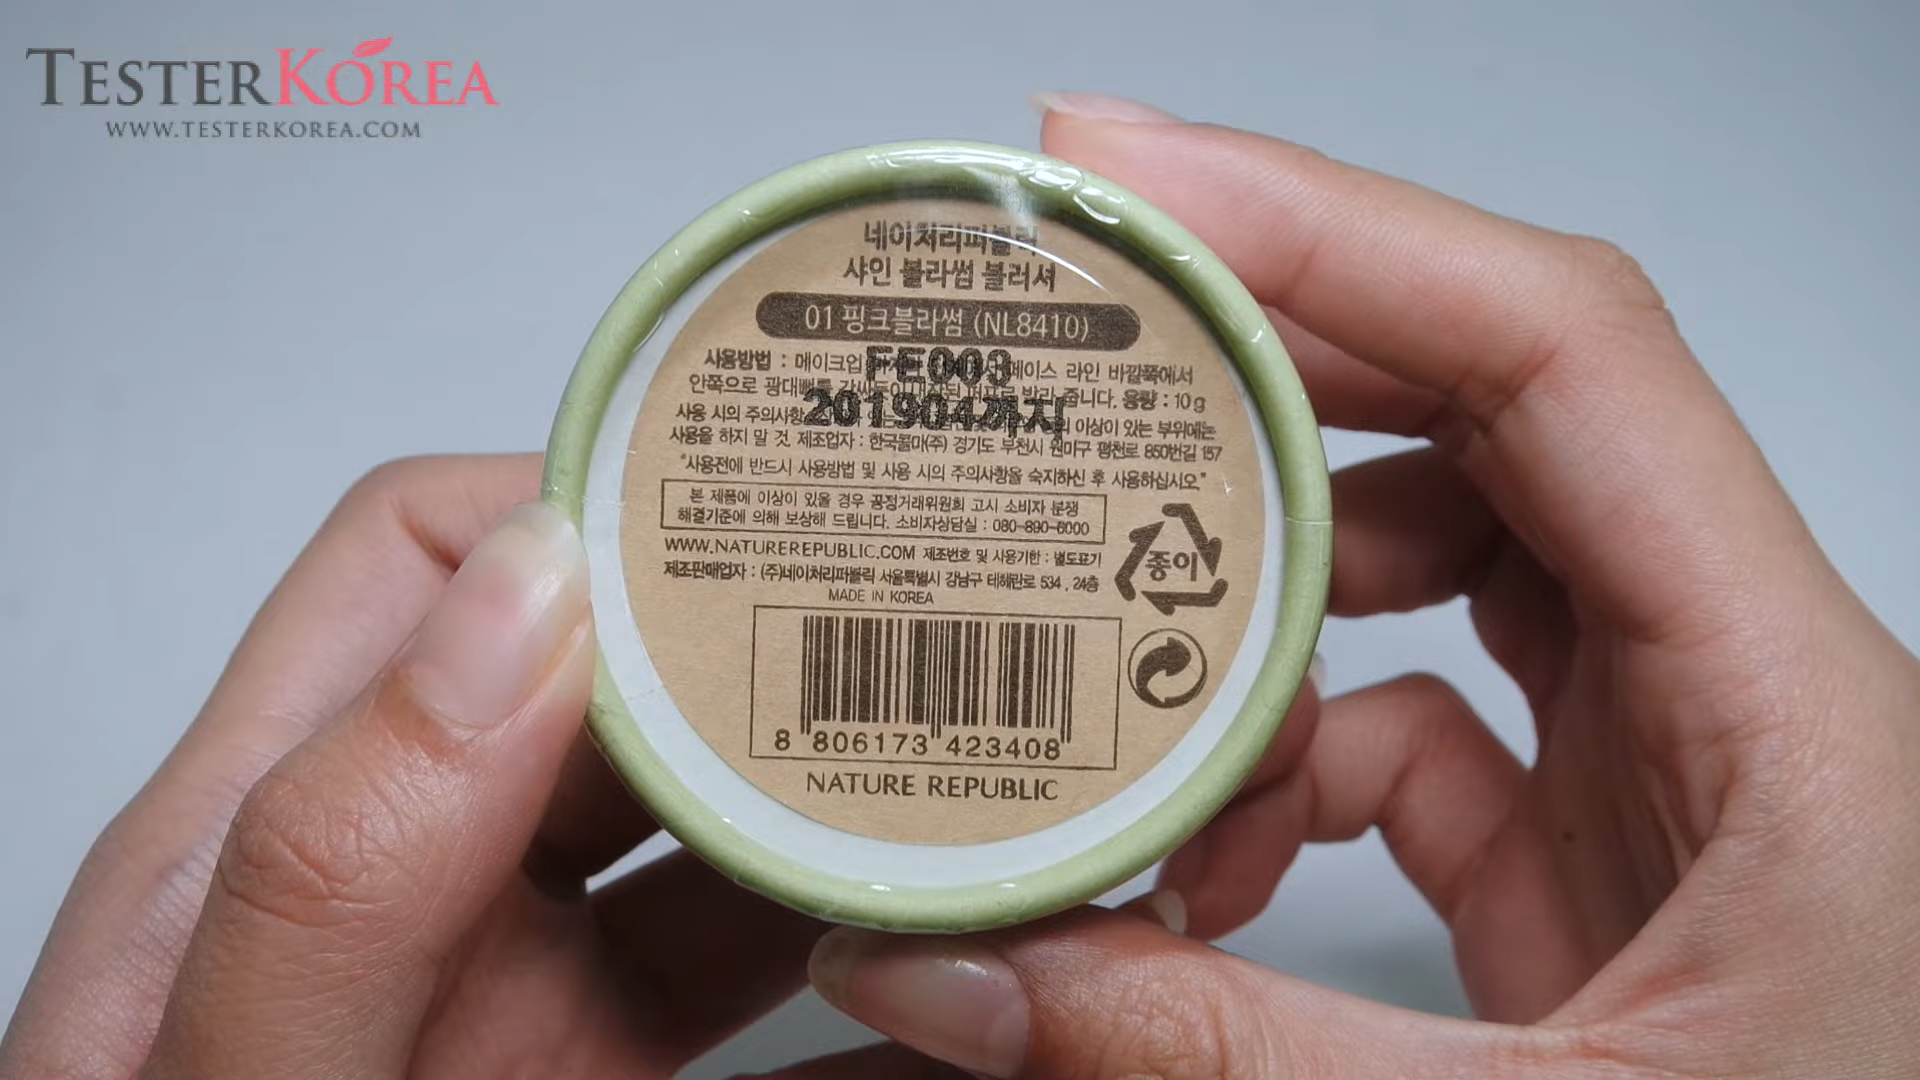 TESTERKOREA
WWW.TESTERKOREA.COM
네이처리퍼블릭
샤인 블라썸 블러셔
01 핑크블라썸 (NL8410)
FE003
사용방법 : 메이크업 페이스 라인 바깥쪽에서
안쪽으로 광대뼈를 발라 줍니다. 용량 : 10g
201904까지
사용 시의 주의사항 이상이 있는 부위에는
사용을 하지 말 것. 제조업자 : 한국콜마(주) 경기도 부천시 원미구 평천로 850번길 157
"사용전에 반드시 사용방법 및 사용 시의 주의사항을 숙지하신 후 사용하십시오."
본 제품에 이상이 있을 경우 공정거래위원회 고시 소비자 분쟁
해결기준에 의해 보상해 드립니다. 소비자상담실 : 080-890-6000
WWW.NATUREREPUBLIC.COM 제조번호 및 사용기한 : 별도표기
제조판매업자 : (주)네이처리퍼블릭 서울특별시 강남구 테헤란로 534, 24층
MADE IN KOREA
종이
8 806173 423408
NATURE REPUBLIC